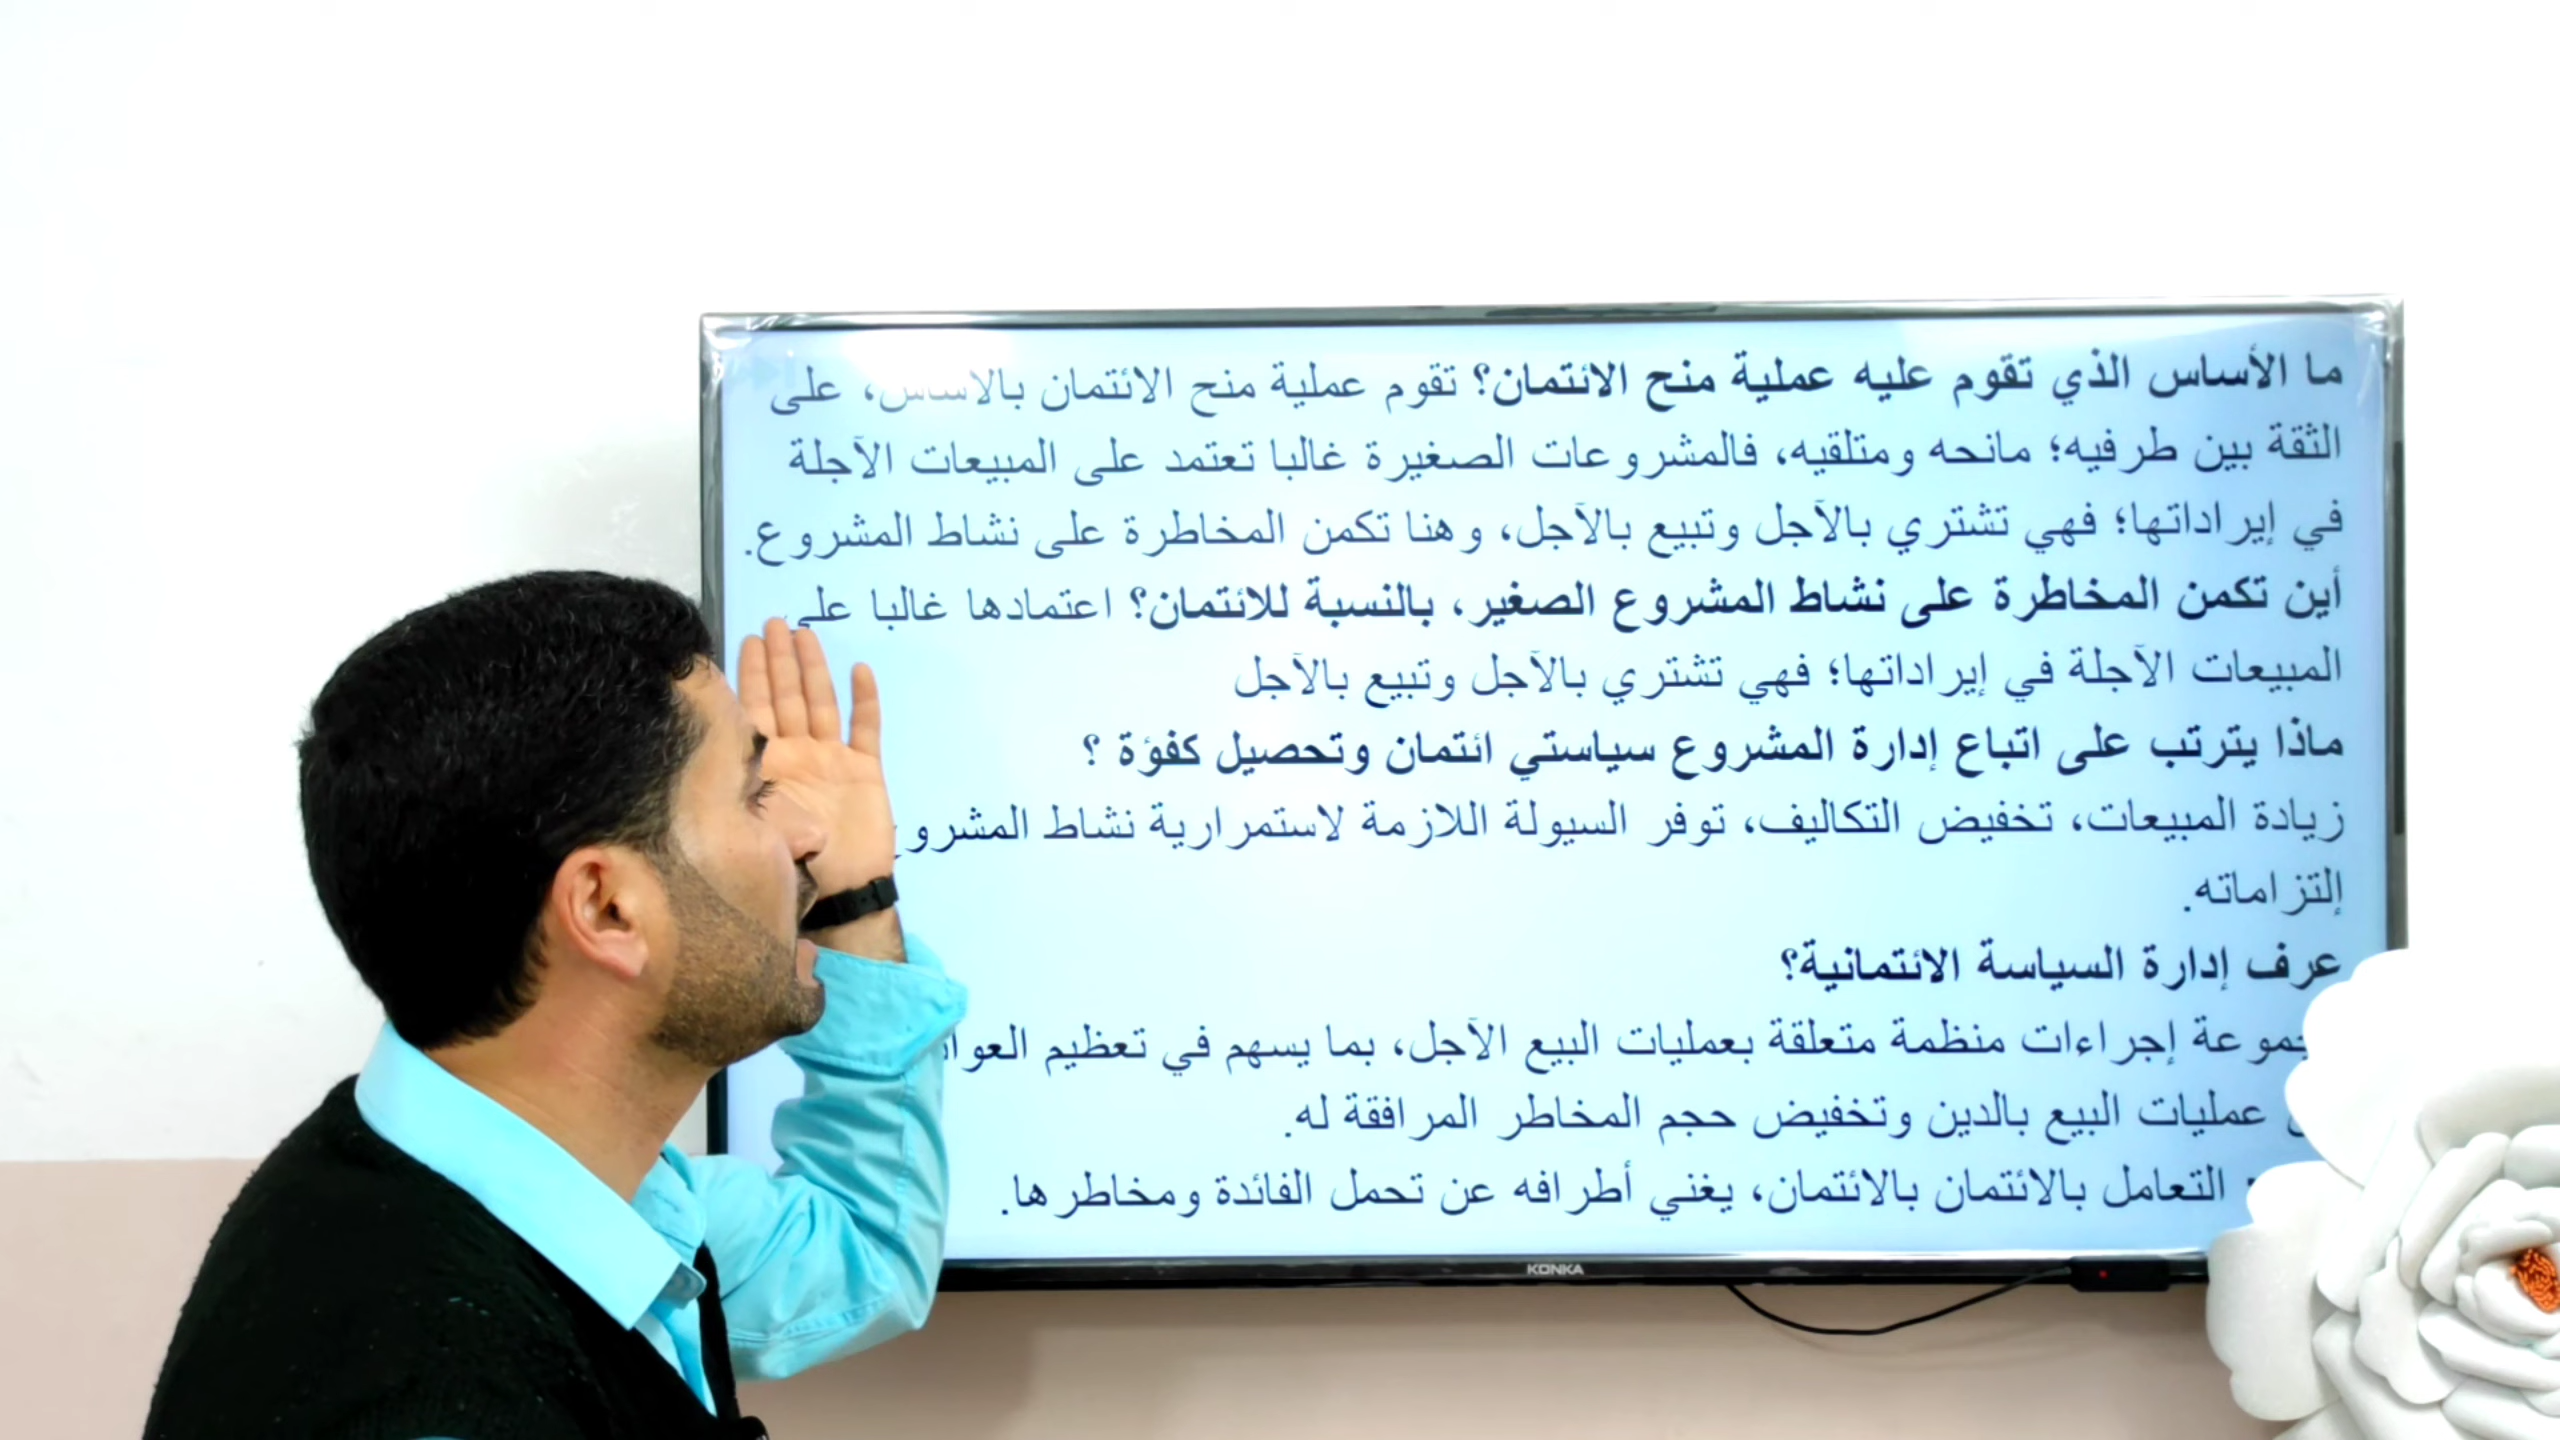 ما الأساس الذي تقوم عليه عملية منح الائتمان؟ تقوم عملية منح الائتمان بالأساس، على
الثقة بين طرفيه؛ مانحه ومتلقيه، فالمشروعات الصغيرة غالبا تعتمد على المبيعات الآجلة
في إيراداتها؛ فهي تشتري بالآجل وتبيع بالآجل، وهنا تكمن المخاطرة على نشاط المشروع.
أين تكمن المخاطرة على نشاط المشروع الصغير، بالنسبة للائتمان؟ اعتمادها غالبا على
المبيعات الآجلة في إيراداتها؛ فهي تشتري بالآجل وتبيع بالآجل
ماذا يترتب على اتباع إدارة المشروع سياستي ائتمان وتحصيل كفؤة ؟
زيادة المبيعات، تخفيض التكاليف، توفر السيولة اللازمة لاستمرارية نشاط المشروع
إلتزاماته.
عرف إدارة السياسة الائتمانية؟
إجراءات منظمة متعلقة بعمليات البيع الآجل، بما يسهم في تعظيم
عمليات البيع بالدين وتخفيض حجم المخاطر المرافقة له.
التعامل بالائتمان بالائتمان، يغني أطرافه عن تحمل الفائدة ومخاطرها.
KONKA